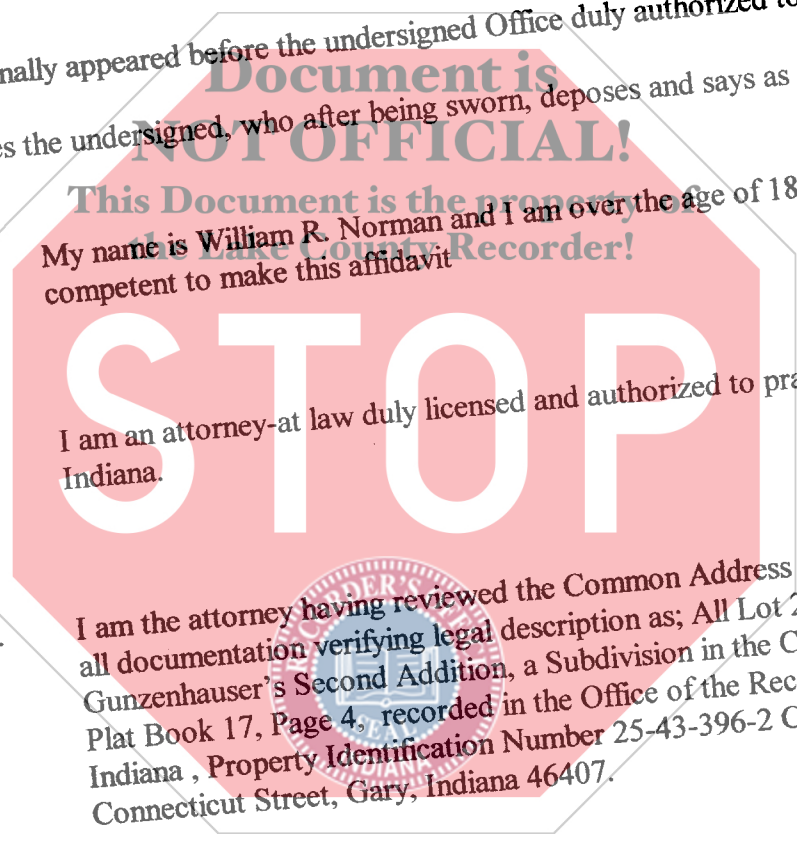 nally appeared before the undersigned Office duly authorized to
Document is
es the undersigned, who after being sworn, deposes and says as
NOT OFFICIAL!
This Document is the property of
the Lake County Recorder!
My name is William R. Norman and I am over the age of 18
competent to make this affidavit
STOP
I am an attorney-at law duly licensed and authorized to pra
Indiana.
I am the attorney having reviewed the Common Address
all documentation verifying legal description as; All Lot 2
Gunzenhauser's Second Addition, a Subdivision in the C
Plat Book 17, Page 4, recorded in the Office of the Rec
Indiana , Property Identification Number 25-43-396-2 C
Connecticut Street, Gary, Indiana 46407.
SEAL
INDIANA